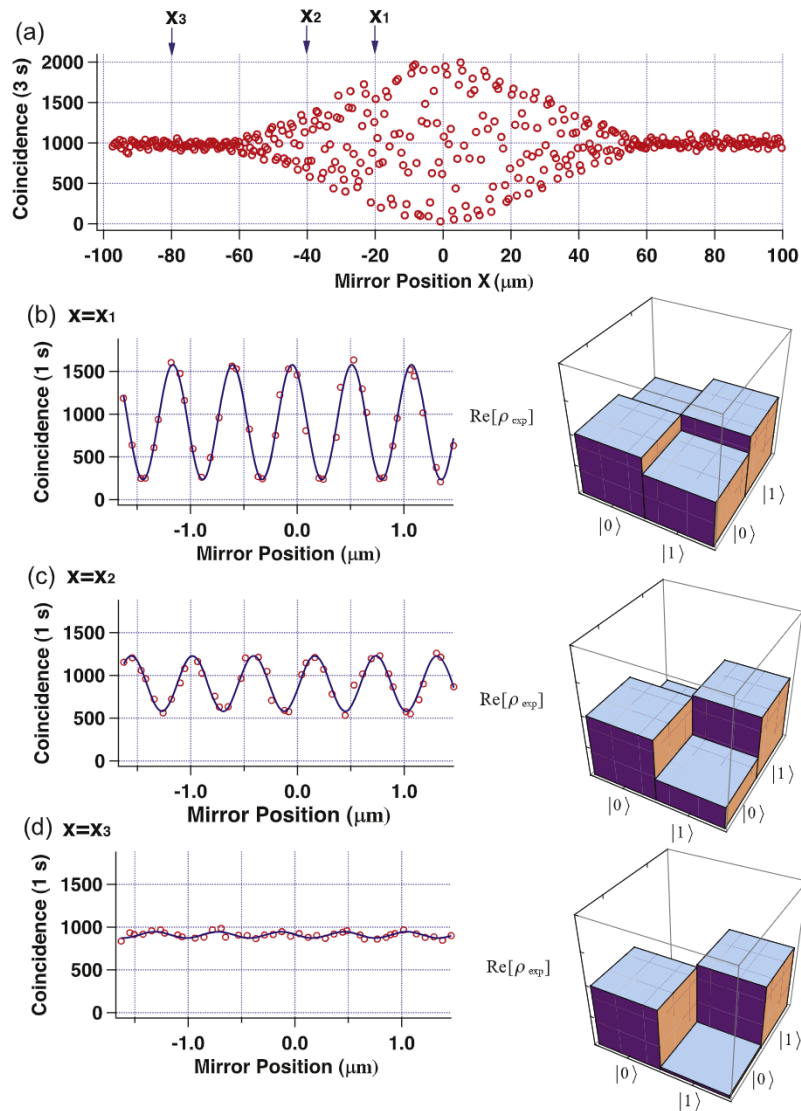 x3 x2 x1
(a)
Coincidence (3 s)
2000
1500
1000
500
0
-100 -80 -60 -40 -20 0 20 40 60 80 100
Mirror Position X (μm)
(b) x=x1
Coincidence (1 s)
1500
1000
500
0
-1.0 0.0 1.0
Mirror Position (μm)
Re[ρ exp]
|0⟩ |1⟩ |0⟩ |1⟩
(c) x=x2
Coincidence (1 s)
1500
1000
500
0
-1.0 0.0 1.0
Mirror Position (μm)
Re[ρ exp]
|0⟩ |1⟩ |0⟩ |1⟩
(d) x=x3
Coincidence (1 s)
1500
1000
500
0
-1.0 0.0 1.0
Mirror Position (μm)
Re[ρ exp]
|0⟩ |1⟩ |0⟩ |1⟩